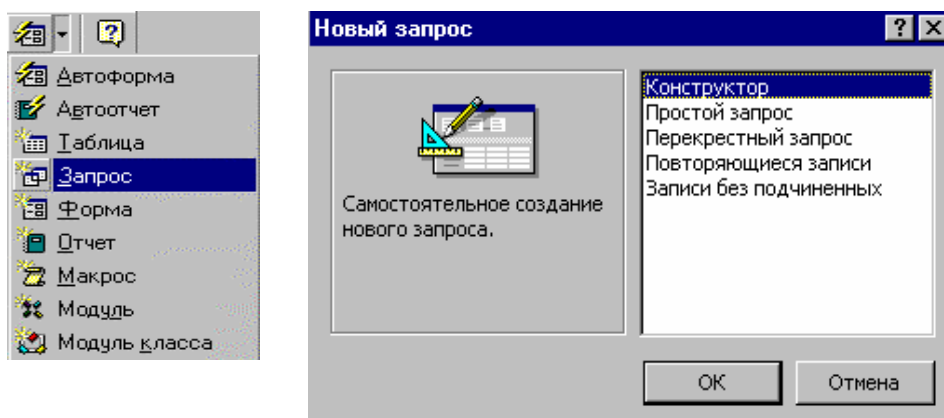 Автоформа
Автоотчет
Таблица
Запрос
Форма
Отчет
Макрос
Модуль
Модуль класса
Новый запрос
Самостоятельное создание
нового запроса.
Конструктор
Простой запрос
Перекрестный запрос
Повторяющиеся записи
Записи без подчиненных
ОК
Отмена